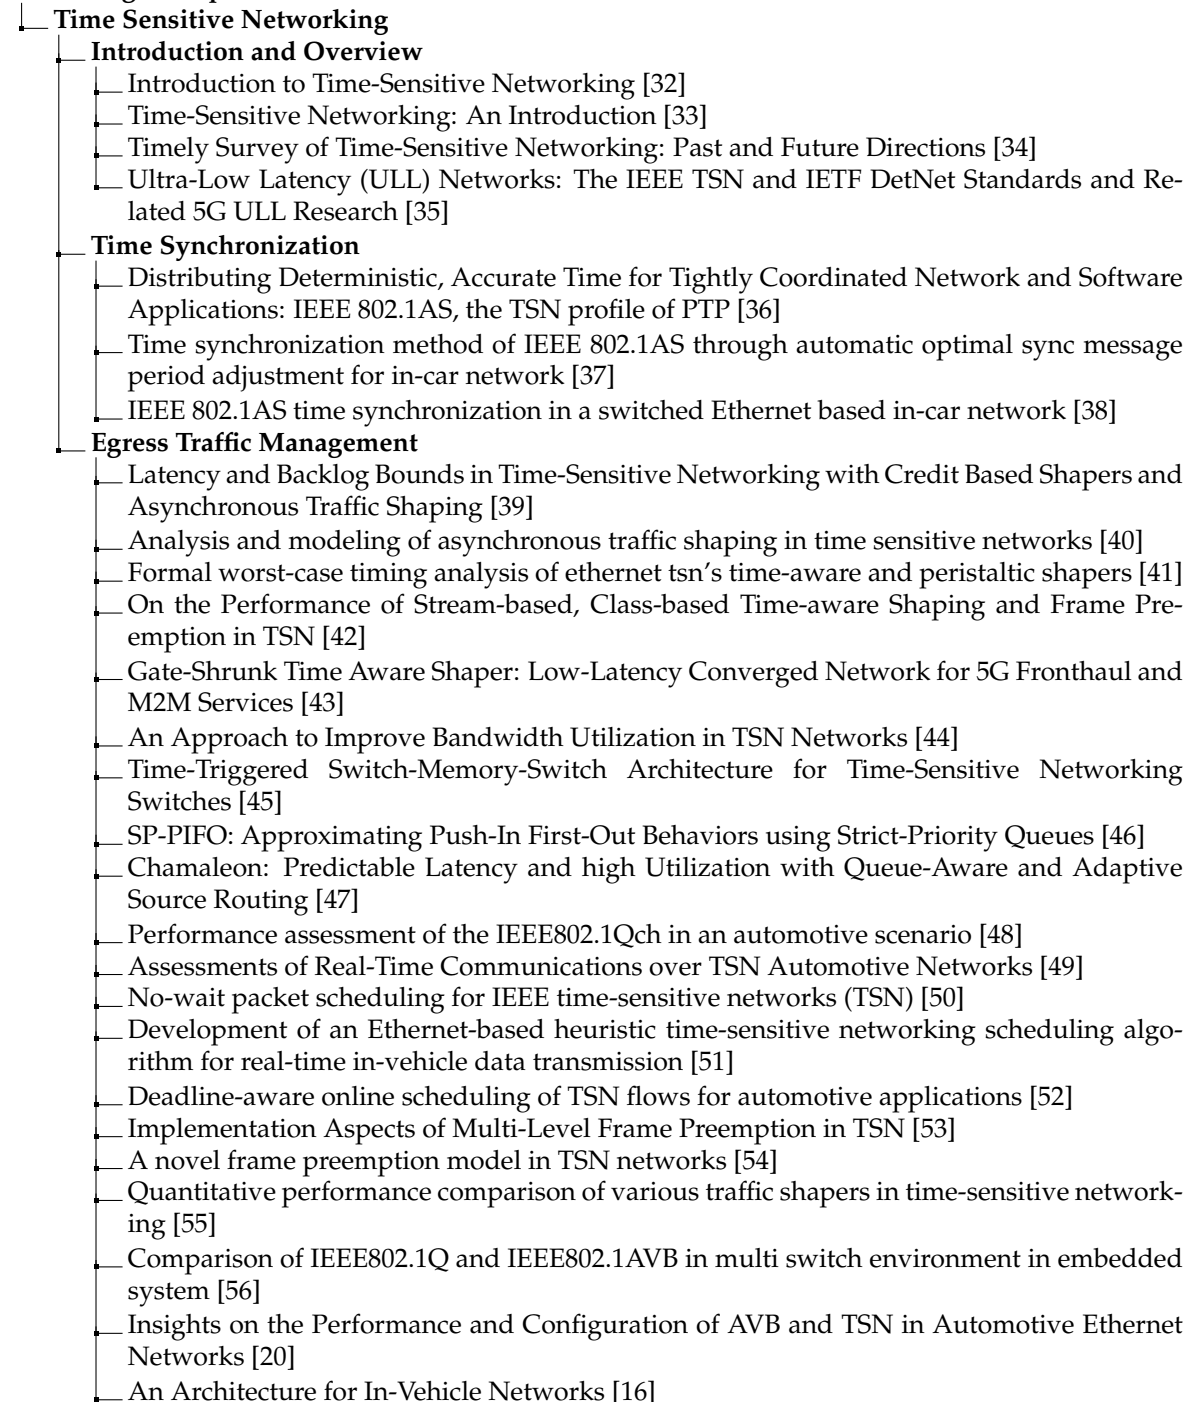 Time Sensitive Networking
Introduction and Overview
Introduction to Time-Sensitive Networking [32]
Time-Sensitive Networking: An Introduction [33]
Timely Survey of Time-Sensitive Networking: Past and Future Directions [34]
Ultra-Low Latency (ULL) Networks: The IEEE TSN and IETF DetNet Standards and Re-
lated 5G ULL Research [35]
Time Synchronization
Distributing Deterministic, Accurate Time for Tightly Coordinated Network and Software
Applications: IEEE 802.1AS, the TSN profile of PTP [36]
Time synchronization method of IEEE 802.1AS through automatic optimal sync message
period adjustment for in-car network [37]
IEEE 802.1AS time synchronization in a switched Ethernet based in-car network [38]
Egress Traffic Management
Latency and Backlog Bounds in Time-Sensitive Networking with Credit Based Shapers and
Asynchronous Traffic Shaping [39]
Analysis and modeling of asynchronous traffic shaping in time sensitive networks [40]
Formal worst-case timing analysis of ethernet tsn's time-aware and peristaltic shapers [41]
On the Performance of Stream-based, Class-based Time-aware Shaping and Frame Pre-
emption in TSN [42]
Gate-Shrunk Time Aware Shaper: Low-Latency Converged Network for 5G Fronthaul and
M2M Services [43]
An Approach to Improve Bandwidth Utilization in TSN Networks [44]
Time-Triggered Switch-Memory-Switch Architecture for Time-Sensitive Networking
Switches [45]
SP-PIFO: Approximating Push-In First-Out Behaviors using Strict-Priority Queues [46]
Chamaleon: Predictable Latency and high Utilization with Queue-Aware and Adaptive
Source Routing [47]
Performance assessment of the IEEE802.1Qch in an automotive scenario [48]
Assessments of Real-Time Communications over TSN Automotive Networks [49]
No-wait packet scheduling for IEEE time-sensitive networks (TSN) [50]
Development of an Ethernet-based heuristic time-sensitive networking scheduling algo-
rithm for real-time in-vehicle data transmission [51]
Deadline-aware online scheduling of TSN flows for automotive applications [52]
Implementation Aspects of Multi-Level Frame Preemption in TSN [53]
A novel frame preemption model in TSN networks [54]
Quantitative performance comparison of various traffic shapers in time-sensitive network-
ing [55]
Comparison of IEEE802.1Q and IEEE802.1AVB in multi switch environment in embedded
system [56]
Insights on the Performance and Configuration of AVB and TSN in Automotive Ethernet
Networks [20]
An Architecture for In-Vehicle Networks [16]